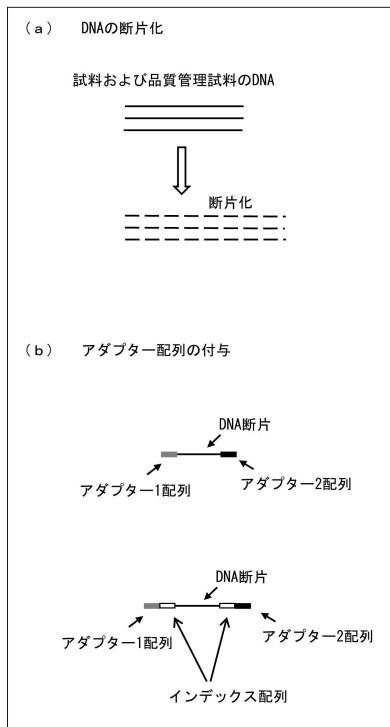 (a) DNAの断片化
試料および品質管理試料のDNA
断片化
(b) アダプター配列の付与
DNA断片
アダプター1配列
アダプター2配列
DNA断片
アダプター1配列
アダプター2配列
インデックス配列